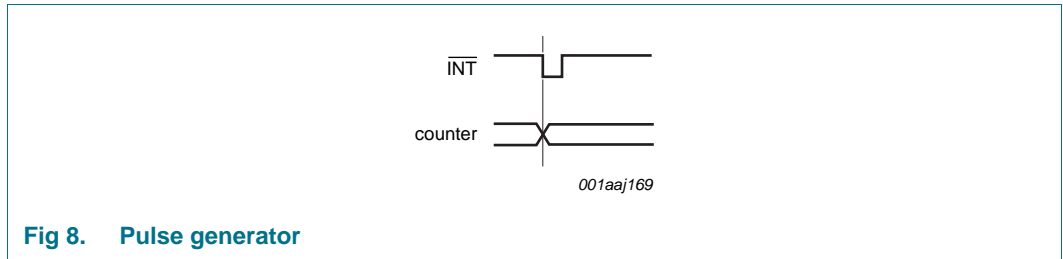 INT
counter
001aaj169
Fig 8. Pulse generator